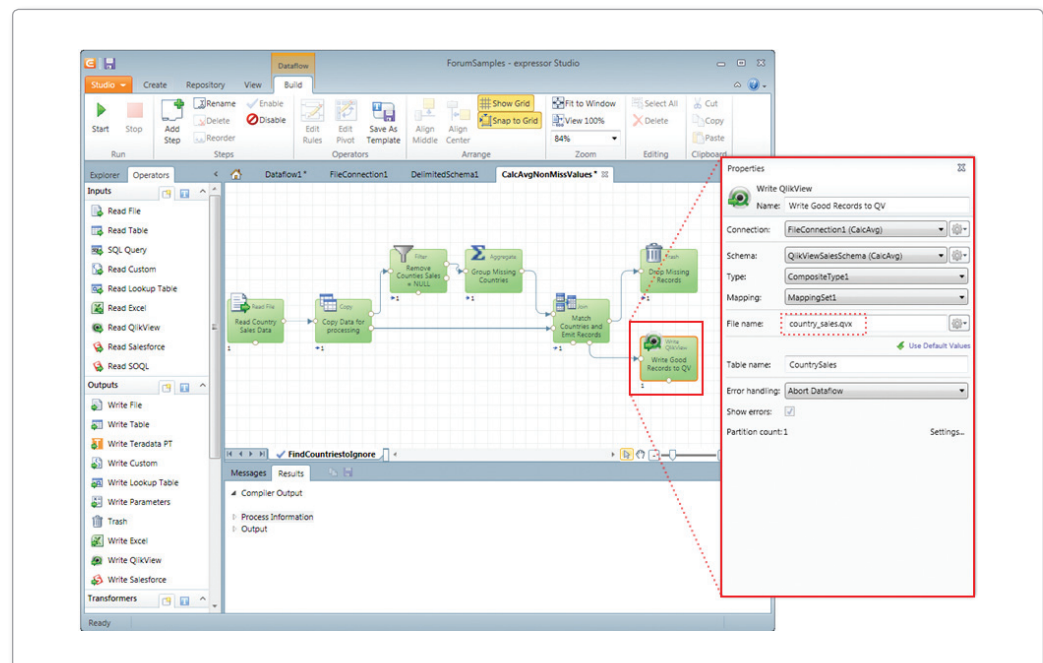 Dataflow
ForumSamples - expressor Studio
Studio Create Repository View Build
Start Stop
Add Step
Rename
Delete
Reorder
Enable
Disable
Edit Rules
Edit Pivot
Save As Template
Align Middle
Align Center
Show Grid
Snap to Grid
Fit to Window
View 100%
84%
Select All
Delete
Cut
Copy
Paste
Run Steps Operators Arrange Zoom Editing Clipboard
Explorer Operators
Dataflow1* FileConnection1 DelimitedSchema1 CalcAvgNonMissValues*
Inputs
Read File
Read Table
SQL Query
Read Custom
Read Lookup Table
Read Excel
Read QlikView
Read Salesforce
Read SOQL
Outputs
Write File
Write Table
Write Teradata PT
Write Custom
Write Lookup Table
Write Parameters
Trash
Write Excel
Write QlikView
Write Salesforce
Transformers
Ready
Read File
Read Country
Sales Data
1
Copy
Copy Data for
processing
*1
Filter
Remove
Counties Sales
= NULL
*1
Aggregate
Group Missing
Countries
*1
Join
Match
Countries and
Emit Records
*1
Trash
Drop Missing
Records
*1
Write
QlikView
Write Good
Records to QV
1
FindCountriestoIgnore
Messages Results
Compiler Output
Process Information
Output
Properties
Write QlikView
Name: Write Good Records to QV
Connection: FileConnection1 (CalcAvg)
Schema: QlikViewSalesSchema (CalcAvg)
Type: CompositeType1
Mapping: MappingSet1
File name: country_sales.qvx
Use Default Values
Table name: CountrySales
Error handling: Abort Dataflow
Show errors:
Partition count: 1 Settings...